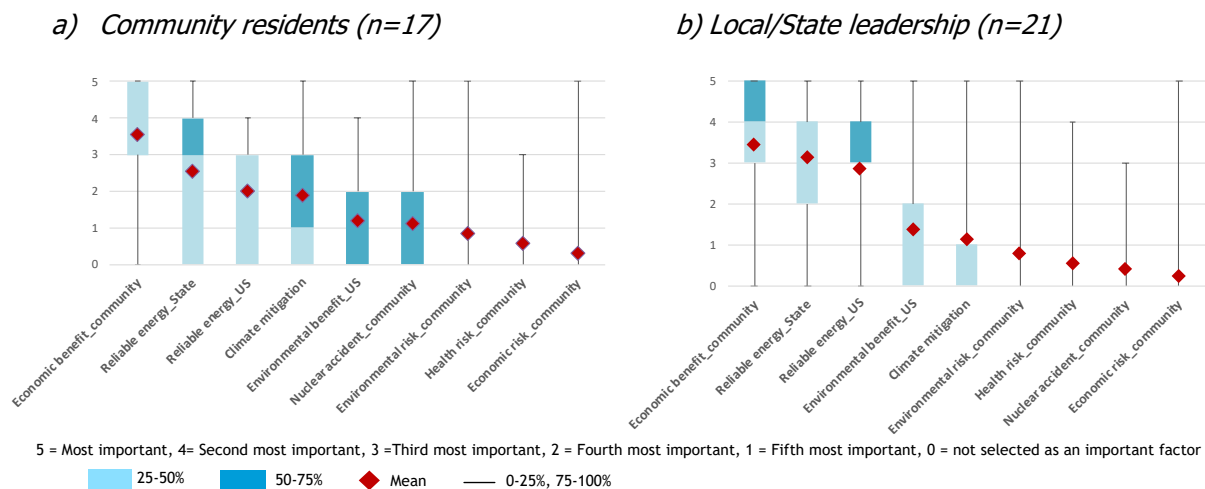 a) Community residents (n=17)
b) Local/State leadership (n=21)
5
4
3
2
1
0
Economic benefit_community
Reliable energy_State
Reliable energy_US
Climate mitigation
Environmental benefit_US
Nuclear accident_community
Environmental risk_community
Health risk_community
Economic risk_community
5
4
3
2
1
0
Economic benefit_community
Reliable energy_State
Reliable energy_US
Environmental benefit_US
Climate mitigation
Environmental risk_community
Health risk_community
Nuclear accident_community
Economic risk_community
5 = Most important, 4= Second most important, 3 =Third most important, 2 = Fourth most important, 1 = Fifth most important, 0 = not selected as an important factor
25-50% 50-75% Mean 0-25%, 75-100%